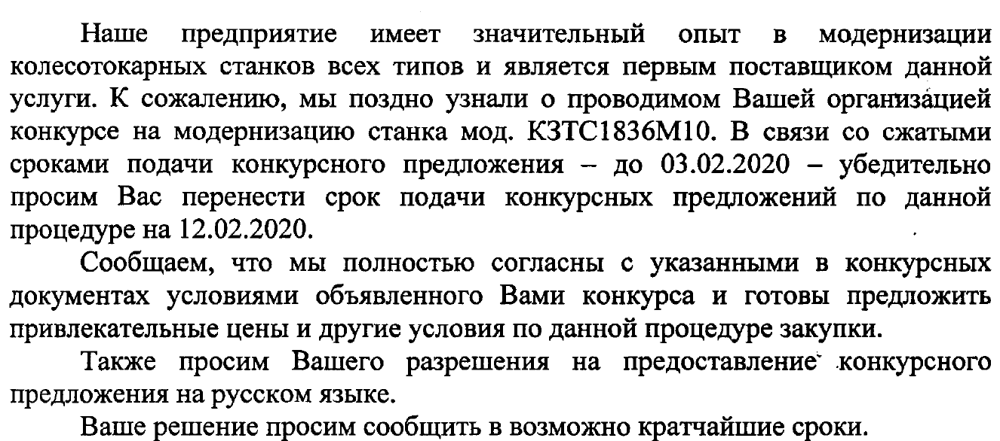 Наше предприятие имеет значительный опыт в модернизации
колесотокарных станков всех типов и является первым поставщиком данной
услуги. К сожалению, мы поздно узнали о проводимом Вашей организацией
конкурсе на модернизацию станка мод. КЗТС1836М10. В связи со сжатыми
сроками подачи конкурсного предложения – до 03.02.2020 – убедительно
просим Вас перенести срок подачи конкурсных предложений по данной
процедуре на 12.02.2020.
Сообщаем, что мы полностью согласны с указанными в конкурсных
документах условиями объявленного Вами конкурса и готовы предложить
привлекательные цены и другие условия по данной процедуре закупки.
Также просим Вашего разрешения на предоставление конкурсного
предложения на русском языке.
Ваше решение просим сообщить в возможно кратчайшие сроки.